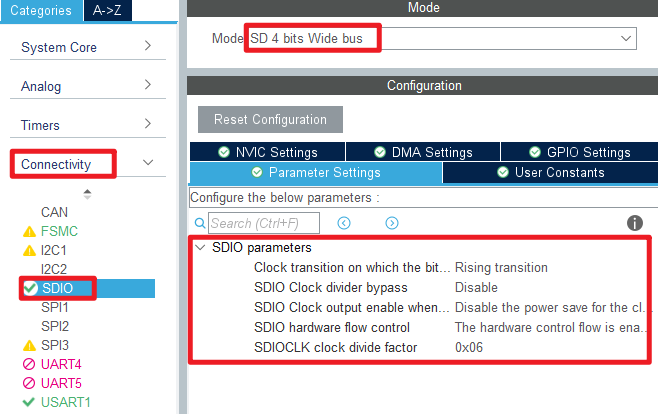 Categories A->Z
System Core
Analog
Timers
Connectivity
CAN
FSMC
I2C1
I2C2
SDIO
SPI1
SPI2
SPI3
UART4
UART5
USART1
Mode
Mode SD 4 bits Wide bus
Configuration
Reset Configuration
NVIC Settings DMA Settings GPIO Settings
Parameter Settings User Constants
Configure the below parameters :
Search (Ctrl+F)
SDIO parameters
Clock transition on which the bit... Rising transition
SDIO Clock divider bypass Disable
SDIO Clock output enable when... Disable the power save for the cl...
SDIO hardware flow control The hardware control flow is ena...
SDIOCLK clock divide factor 0x06